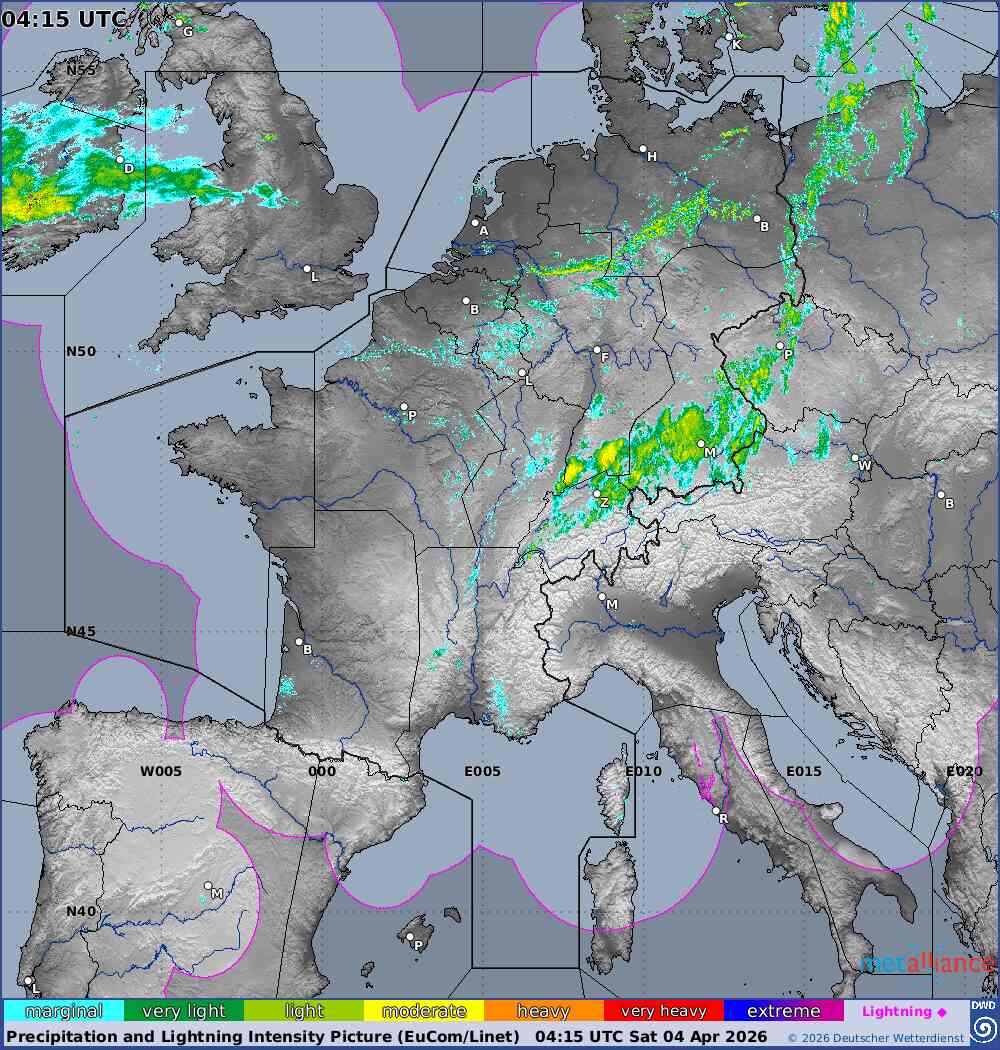 04:15 UTC
G
K
N55
D
H
A
B
L
B
N50
F
P
L
P
M
W
Z
B
M
N45
B
W005
000
E005
E010
E015
E020
R
M
N40
P
L
metalliance
marginal
very light
light
moderate
heavy
very heavy
extreme
Lightning ◆
DWD
Precipitation and Lightning Intensity Picture (EuCom/Linet) 04:15 UTC Sat 04 Apr 2026 © 2026 Deutscher Wetterdienst